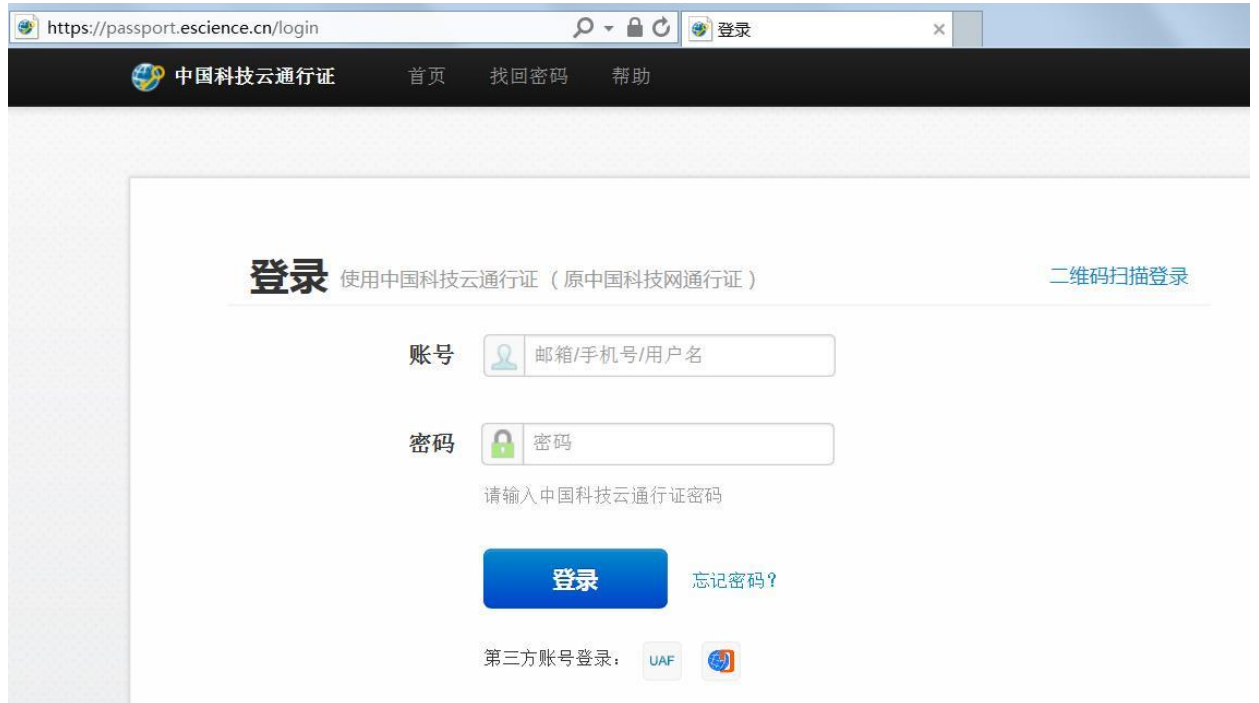 https://passport.escience.cn/login
登录
中国科技云通行证 首页 找回密码 帮助
登录 使用中国科技云通行证（原中国科技网通行证） 二维码扫描登录
账号 邮箱/手机号/用户名
密码 密码
请输入中国科技云通行证密码
登录 忘记密码？
第三方账号登录： UAF